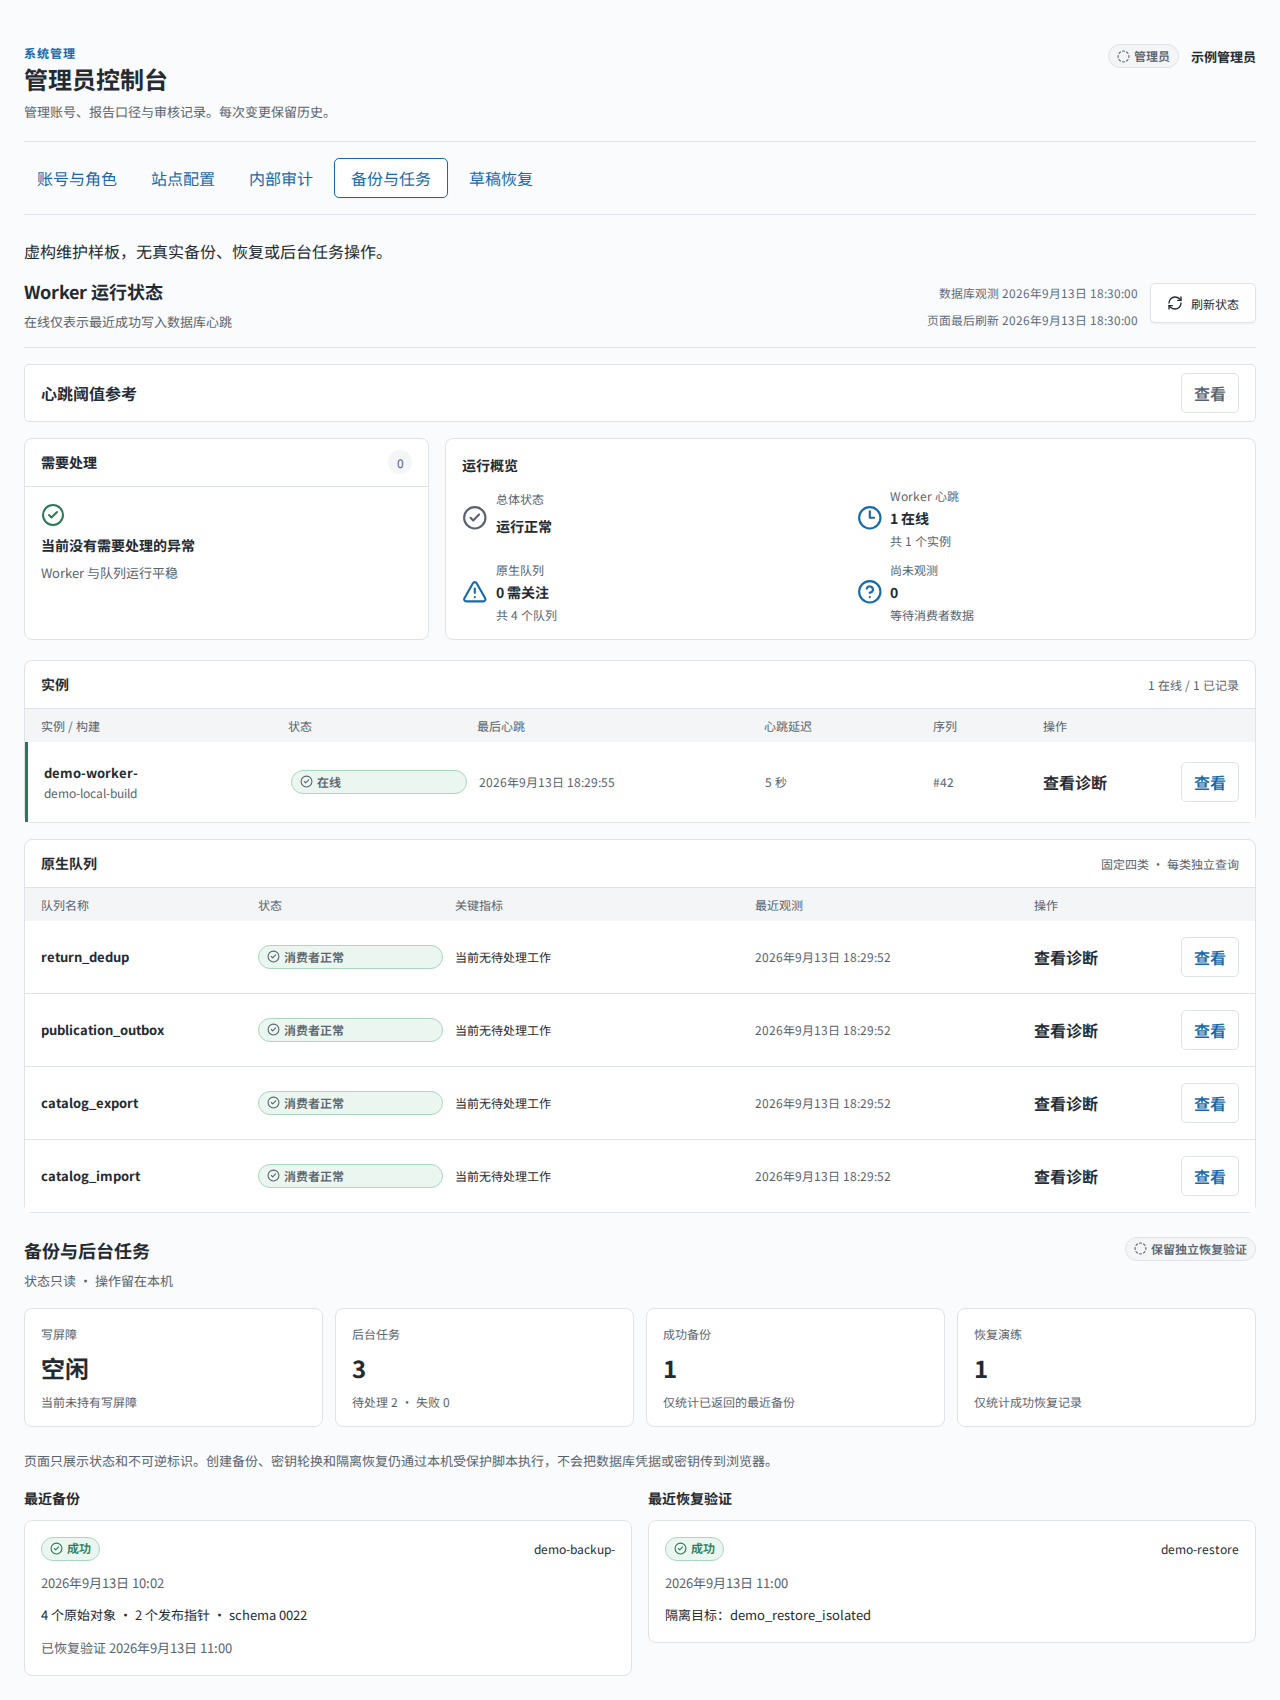 系统管理
管理员控制台
管理账号、报告口径与审核记录。每次变更保留历史。
管理员 示例管理员
账号与角色 站点配置 内部审计 备份与任务 草稿恢复
虚构维护样板，无真实备份、恢复或后台任务操作。
Worker 运行状态
在线仅表示最近成功写入数据库心跳
数据库观测 2026年9月13日 18:30:00
页面最后刷新 2026年9月13日 18:30:00
刷新状态
心跳阈值参考 查看
需要处理 0
当前没有需要处理的异常
Worker 与队列运行平稳
运行概览
总体状态
运行正常
Worker 心跳
1 在线
共 1 个实例
原生队列
0 需关注
共 4 个队列
尚未观测
0
等待消费者数据
实例 1 在线 / 1 已记录
实例 / 构建 状态 最后心跳 心跳延迟 序列 操作
demo-worker-
demo-local-build
在线 2026年9月13日 18:29:55 5 秒 #42 查看诊断 查看
原生队列 固定四类 · 每类独立查询
队列名称 状态 关键指标 最近观测 操作
return_dedup 消费者正常 当前无待处理工作 2026年9月13日 18:29:52 查看诊断 查看
publication_outbox 消费者正常 当前无待处理工作 2026年9月13日 18:29:52 查看诊断 查看
catalog_export 消费者正常 当前无待处理工作 2026年9月13日 18:29:52 查看诊断 查看
catalog_import 消费者正常 当前无待处理工作 2026年9月13日 18:29:52 查看诊断 查看
备份与后台任务 保留独立恢复验证
状态只读 · 操作留在本机
写屏障
空闲
当前未持有写屏障
后台任务
3
待处理 2 · 失败 0
成功备份
1
仅统计已返回的最近备份
恢复演练
1
仅统计成功恢复记录
页面只展示状态和不可逆标识。创建备份、密钥轮换和隔离恢复仍通过本机受保护脚本执行，不会把数据库凭据或密钥传到浏览器。
最近备份
成功 demo-backup-
2026年9月13日 10:02
4 个原始对象 · 2 个发布指针 · schema 0022
已恢复验证 2026年9月13日 11:00
最近恢复验证
成功 demo-restore
2026年9月13日 11:00
隔离目标：demo_restore_isolated